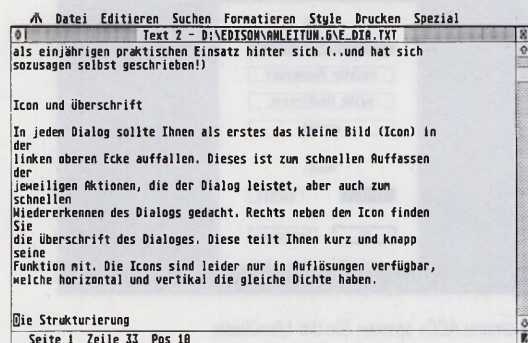 Datei Editieren Suchen Formatieren Style Drucken Spezial
Text 2 - D:\EDISON\ANLEITUN.G\E_DIA.TXT
als einjährigen praktischen Einsatz hinter sich (..und hat sich
sozusagen selbst geschrieben!)
Icon und überschrift
In jedem Dialog sollte Ihnen als erstes das kleine Bild (Icon) in
der
linken oberen Ecke auffallen. Dieses ist zum schnellen Auffassen
der
jeweiligen Aktionen, die der Dialog leistet, aber auch zum
schnellen
Wiedererkennen des Dialogs gedacht. Rechts neben dem Icon finden
Sie
die überschrift des Dialoges. Diese teilt Ihnen kurz und knapp
seine
Funktion mit. Die Icons sind leider nur in Auflösungen verfügbar,
welche horizontal und vertikal die gleiche Dichte haben.
Die Strukturierung
Seite 1 Zeile 33 Pos 18